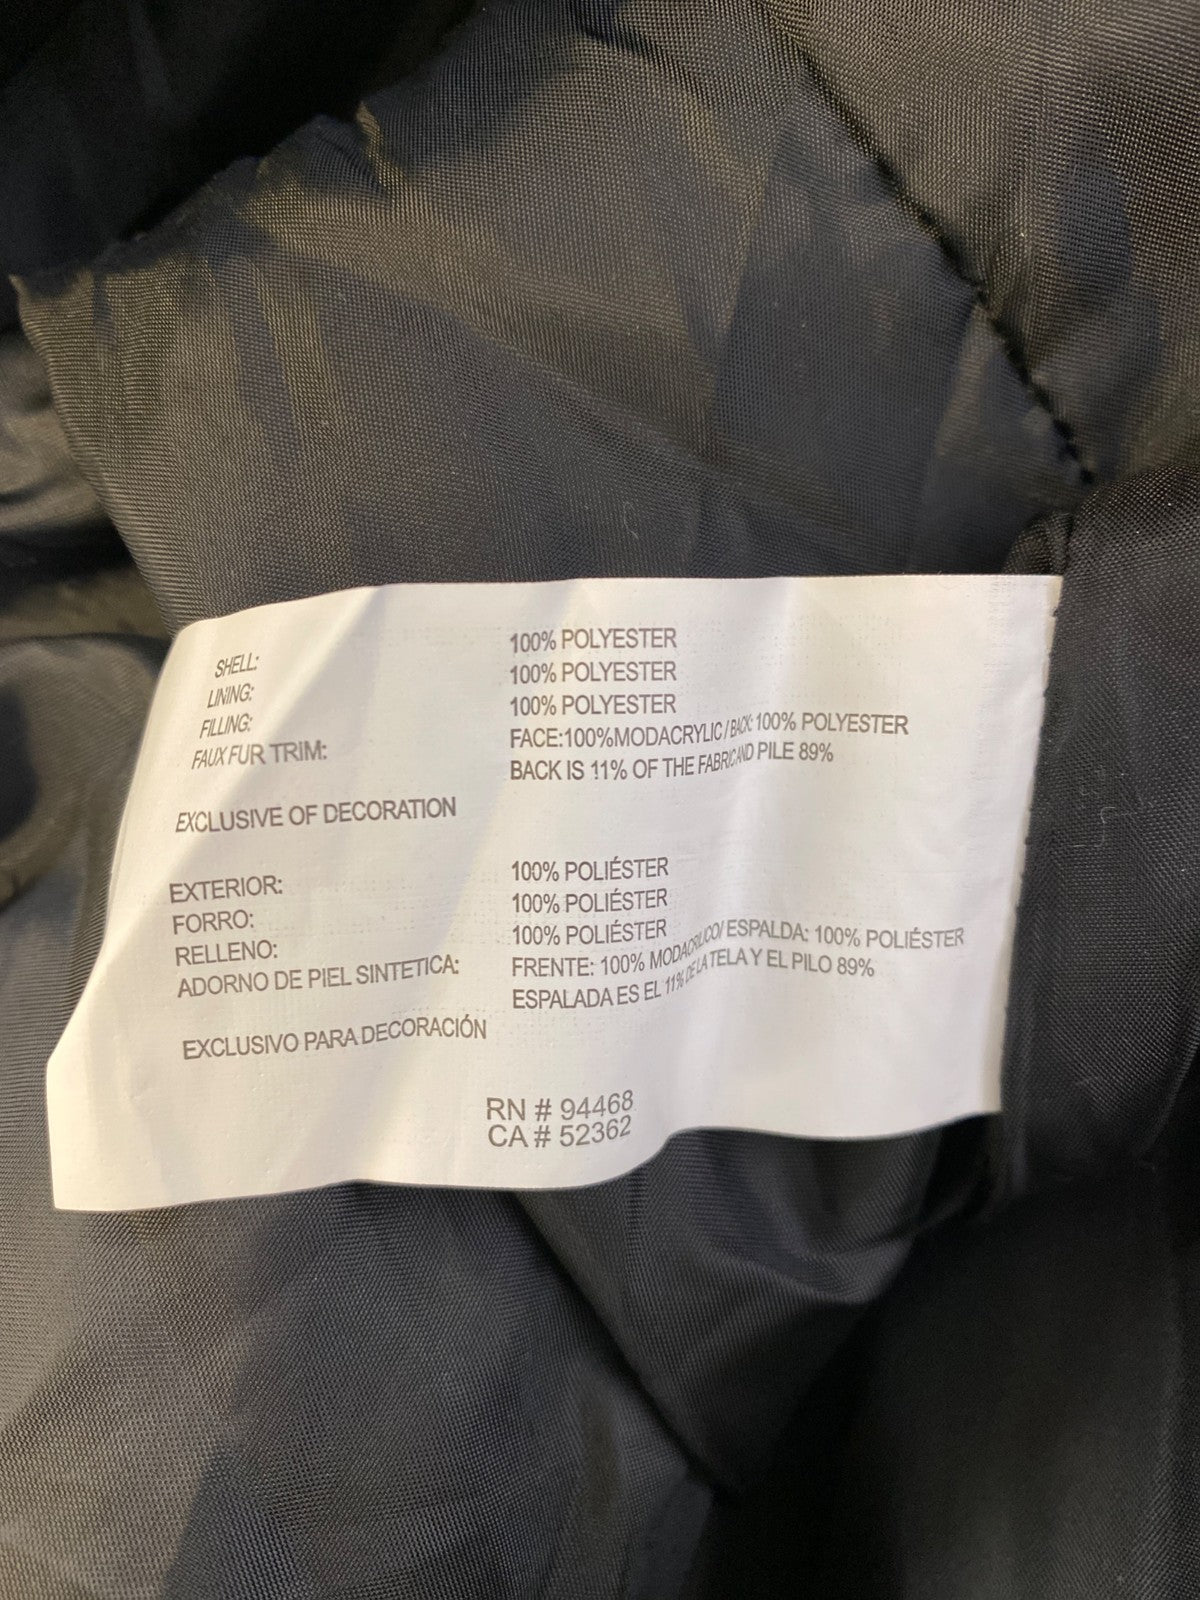 SHELL: 100% POLYESTER
LINING: 100% POLYESTER
FILLING: 100% POLYESTER
FAUX FUR TRIM: FACE:100%MODACRYLIC/BACK: 100% POLYESTER
BACK IS 11% OF THE FABRIC AND PILE 89%
EXCLUSIVE OF DECORATION
EXTERIOR: 100% POLIÉSTER
FORRO: 100% POLIÉSTER
RELLENO: 100% POLIÉSTER
ADORNO DE PIEL SINTETICA: FRENTE: 100% MODACRILICO/ ESPALDA: 100% POLIÉSTER
ESPALADA ES EL 11% DE LA TELA Y EL PILO 89%
EXCLUSIVO PARA DECORACIÓN
RN # 94468
CA # 52362